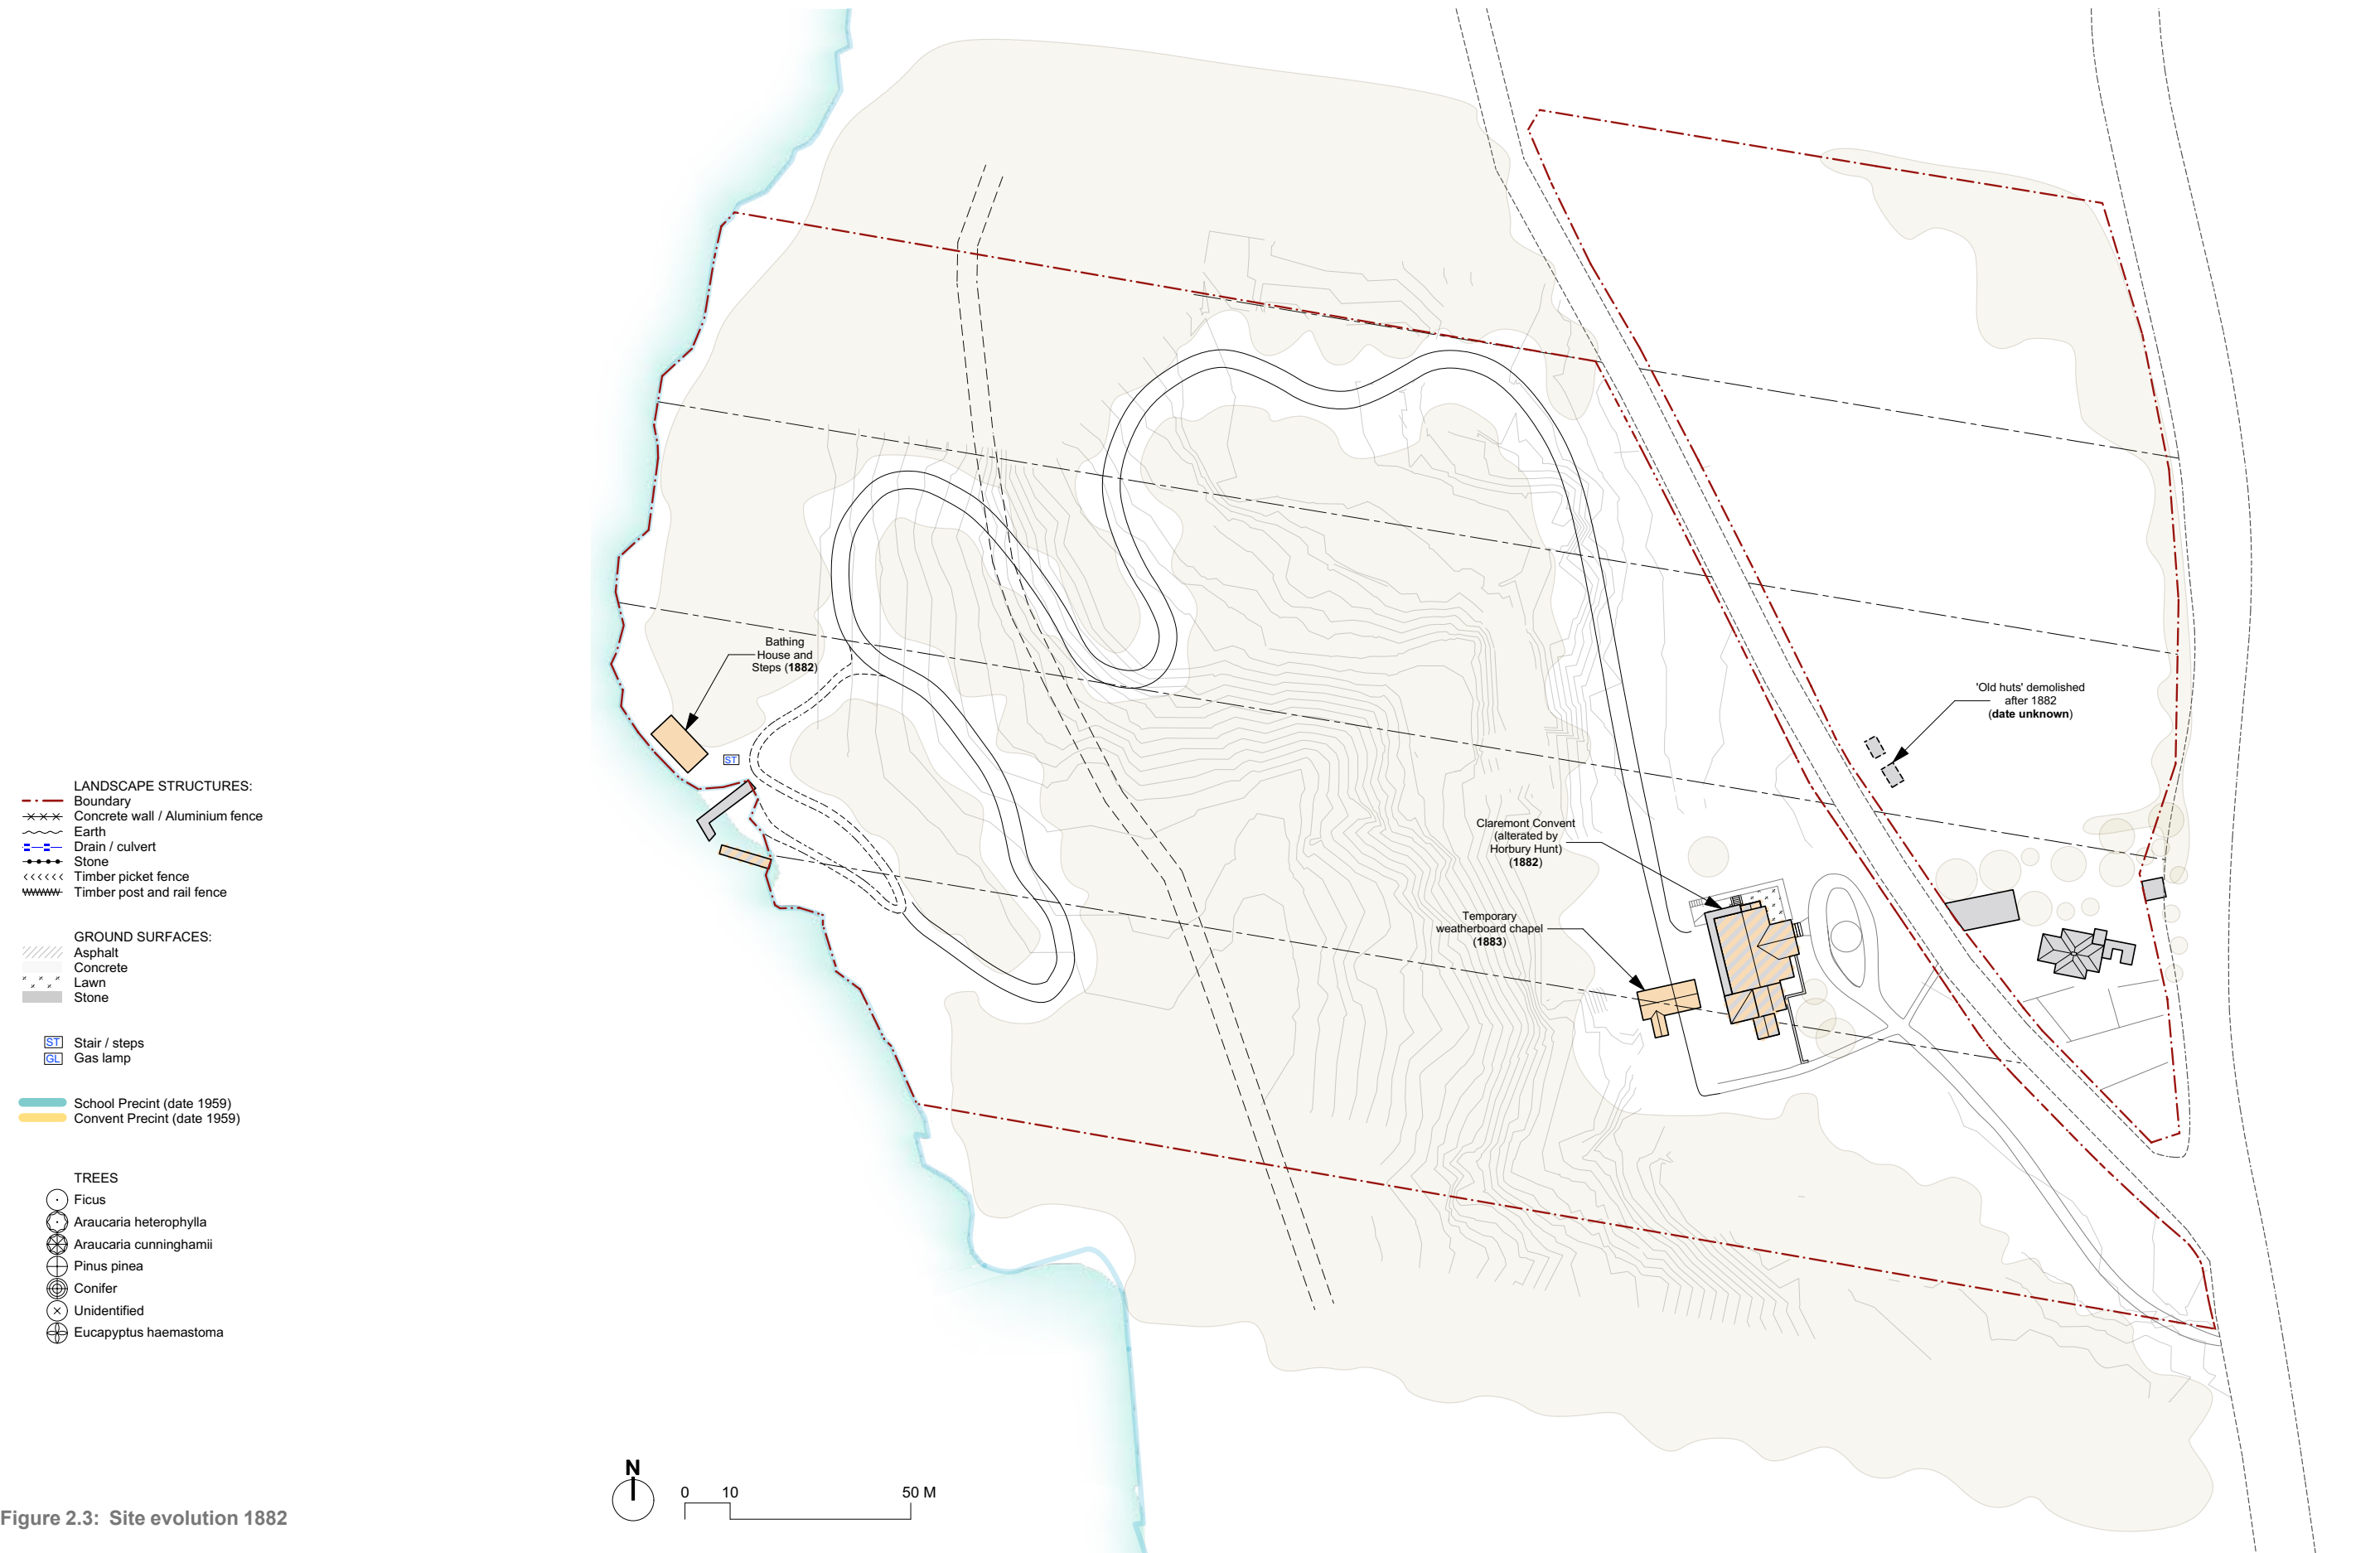 Bathing
House and
Steps (1882)
ST
'Old huts' demolished
after 1882
(date unknown)
Claremont Convent
(alterated by
Horbury Hunt)
(1882)
Temporary
weatherboard chapel
(1883)
LANDSCAPE STRUCTURES:
Boundary
Concrete wall / Aluminium fence
Earth
Drain / culvert
Stone
Timber picket fence
Timber post and rail fence
GROUND SURFACES:
Asphalt
Concrete
Lawn
Stone
ST Stair / steps
GL Gas lamp
School Precint (date 1959)
Convent Precint (date 1959)
TREES
Ficus
Araucaria heterophylla
Araucaria cunninghamii
Pinus pinea
Conifer
Unidentified
Eucapyptus haemastoma
N
0 10 50 M
Figure 2.3: Site evolution 1882